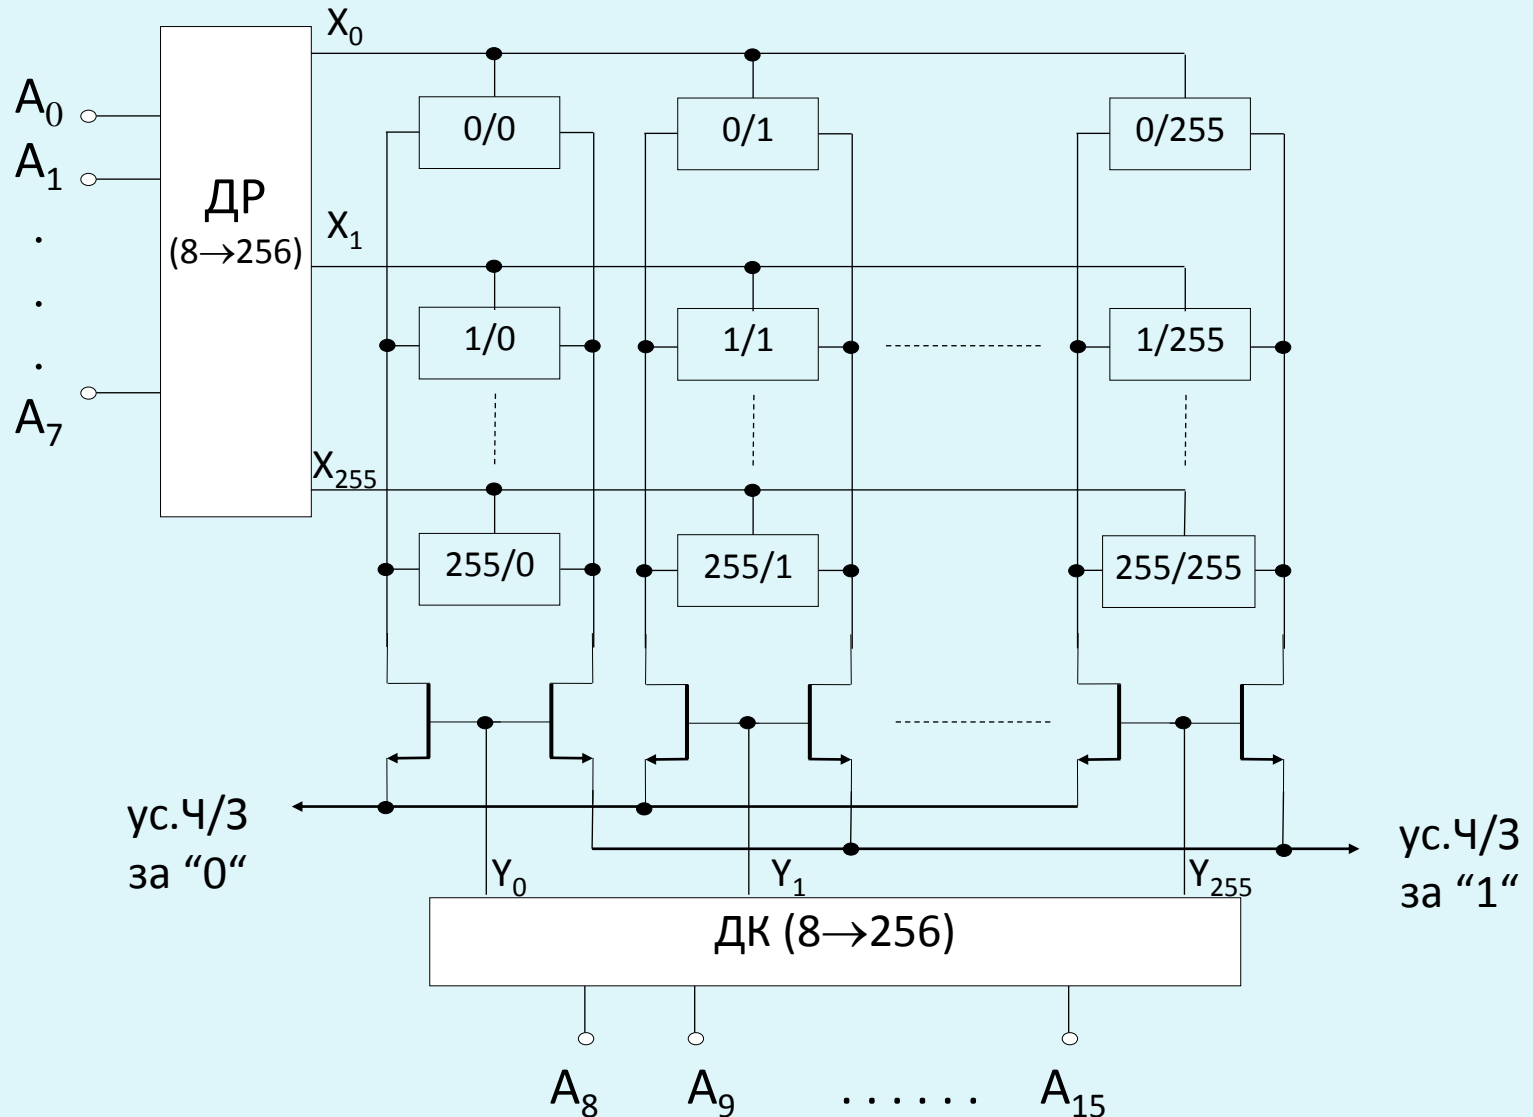 X₀
A₀
0/0 0/1 0/255
A₁
ДР
(8→256)
X₁
.
.
.
1/0 1/1 1/255
A₇
X₂₅₅
255/0 255/1 255/255
ус.Ч/З
за “0“
ус.Ч/З
за “1“
Y₀ Y₁ Y₂₅₅
ДК (8→256)
A₈ A₉ . . . . . . A₁₅